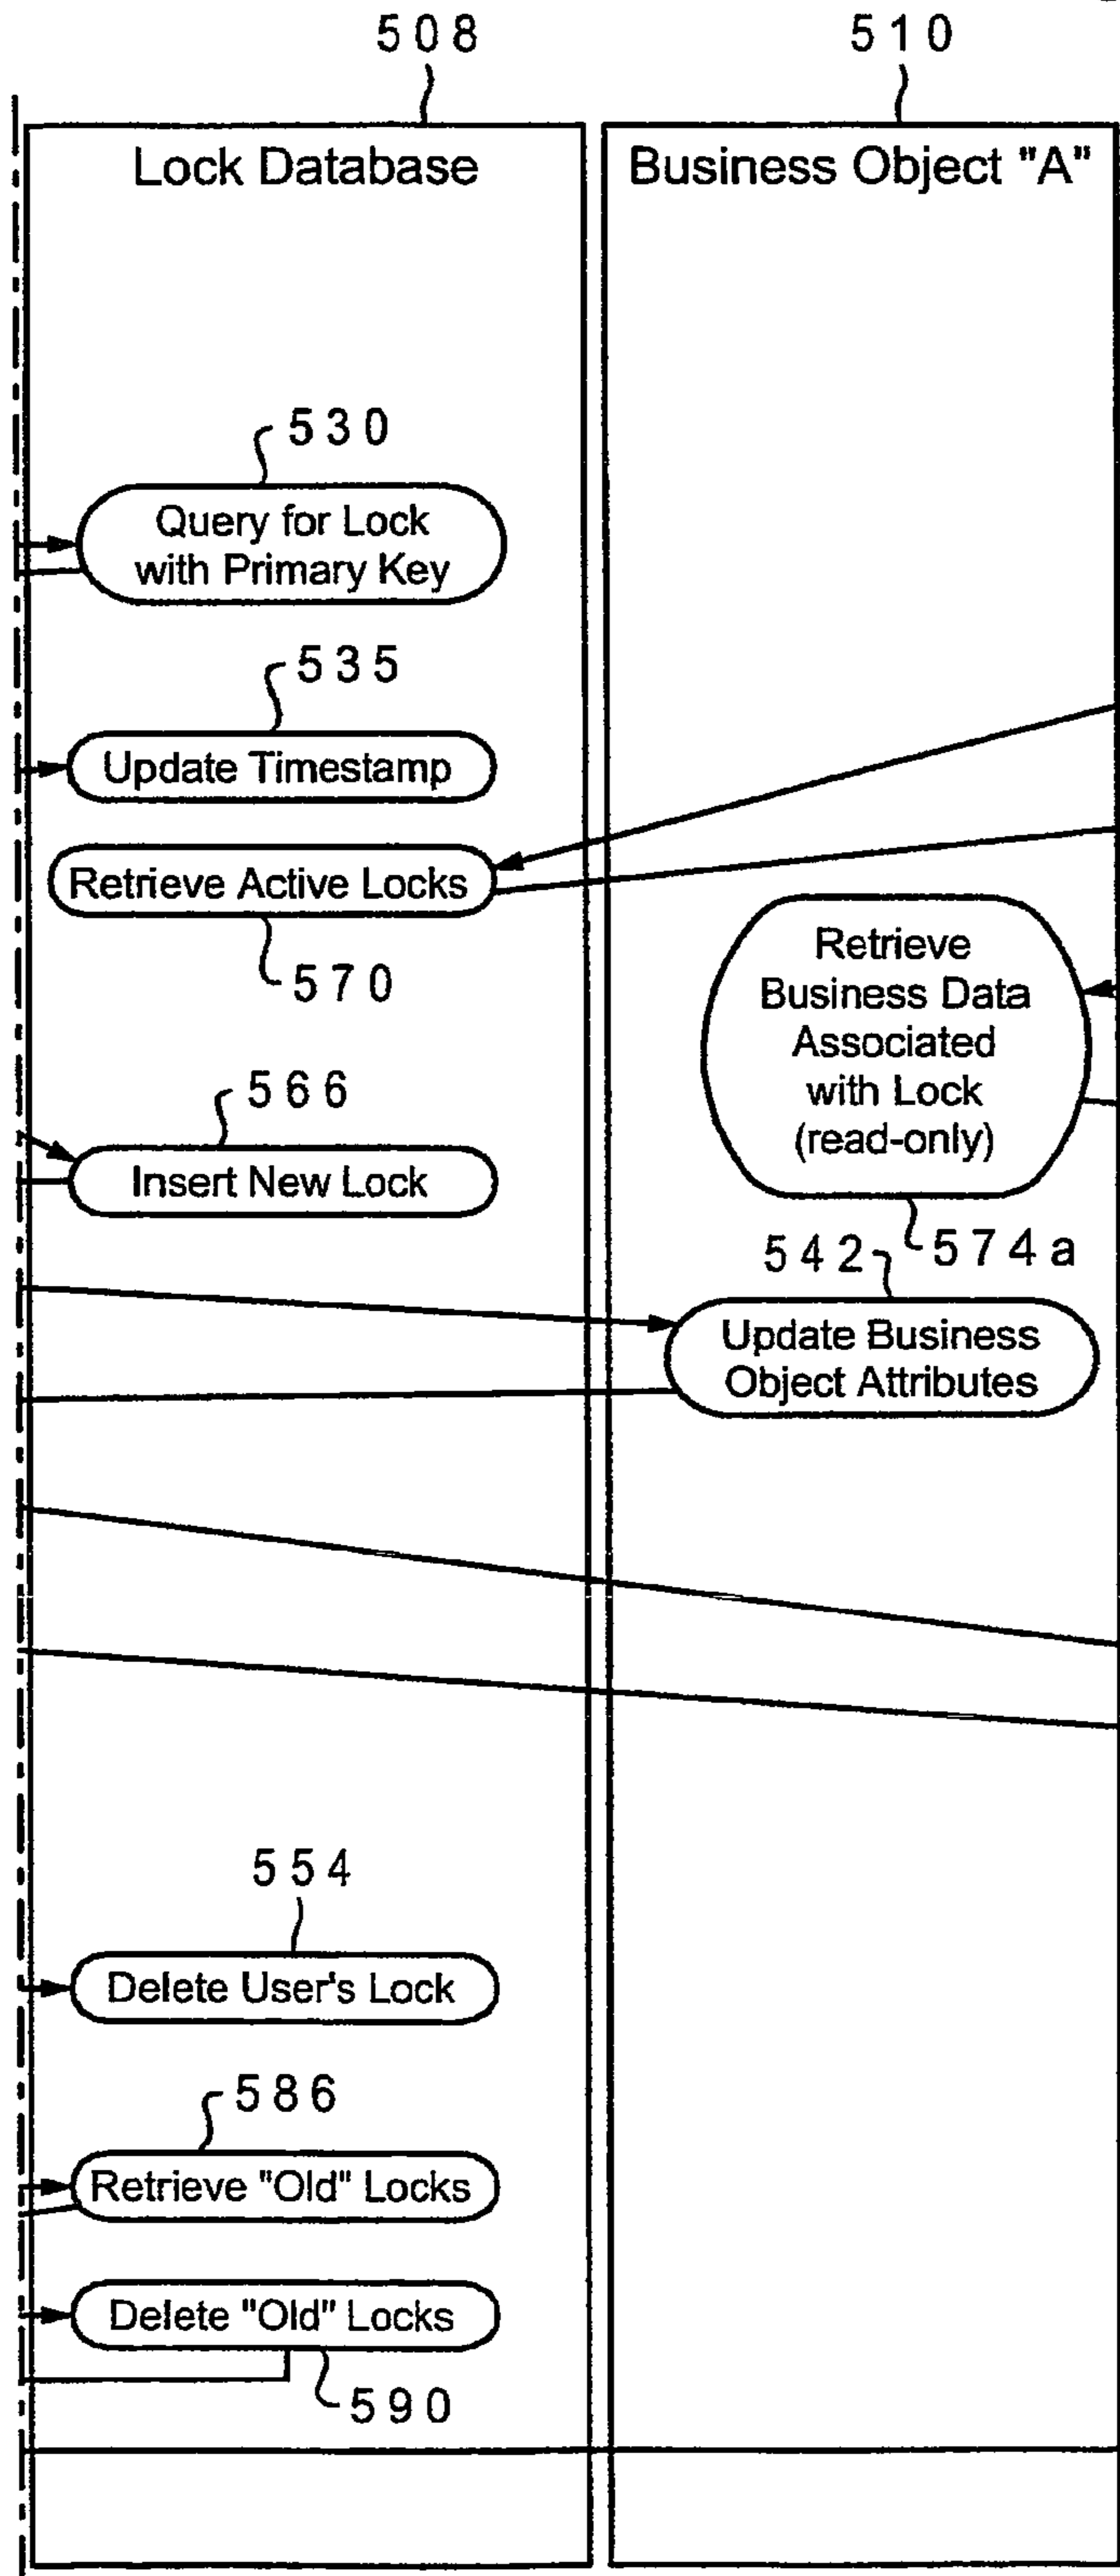 508
510
Lock Database
Business Object "A"
530
Query for Lock
with Primary Key
535
Update Timestamp
Retrieve Active Locks
570
Retrieve
Business Data
Associated
with Lock
(read-only)
574a
566
Insert New Lock
542
Update Business
Object Attributes
554
Delete User's Lock
586
Retrieve "Old" Locks
Delete "Old" Locks
590